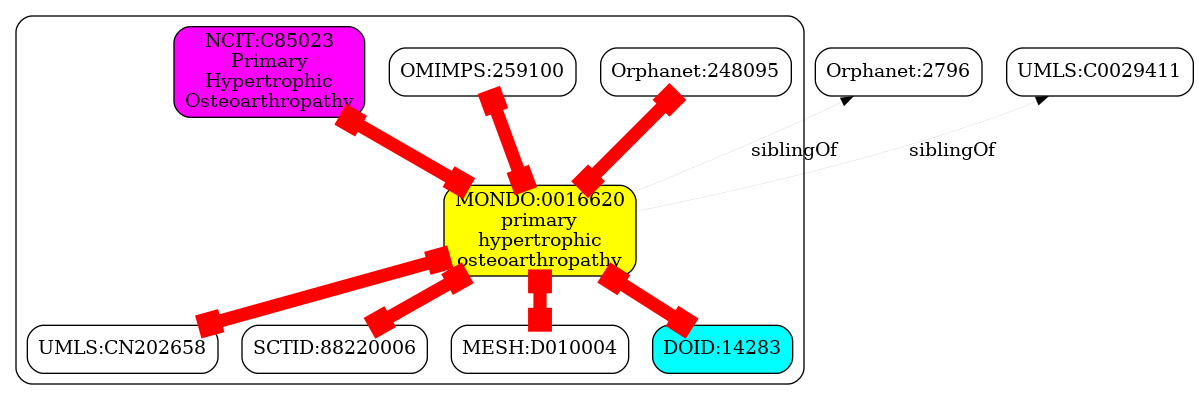 NCIT:C85023
Primary
Hypertrophic
Osteoarthropathy
OMIMPS:259100
Orphanet:248095
Orphanet:2796
UMLS:C0029411
siblingOf
siblingOf
MONDO:0016620
primary
hypertrophic
osteoarthropathy
UMLS:CN202658
SCTID:88220006
MESH:D010004
DOID:14283